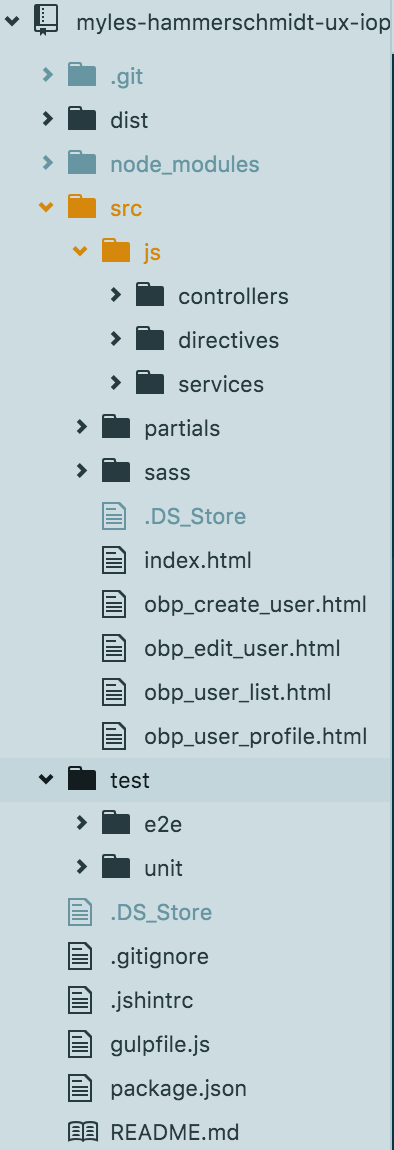 myles-hammerschmidt-ux-iop
.git
dist
node_modules
src
js
controllers
directives
services
partials
sass
.DS_Store
index.html
obp_create_user.html
obp_edit_user.html
obp_user_list.html
obp_user_profile.html
test
e2e
unit
.DS_Store
.gitignore
.jshintrc
gulpfile.js
package.json
README.md